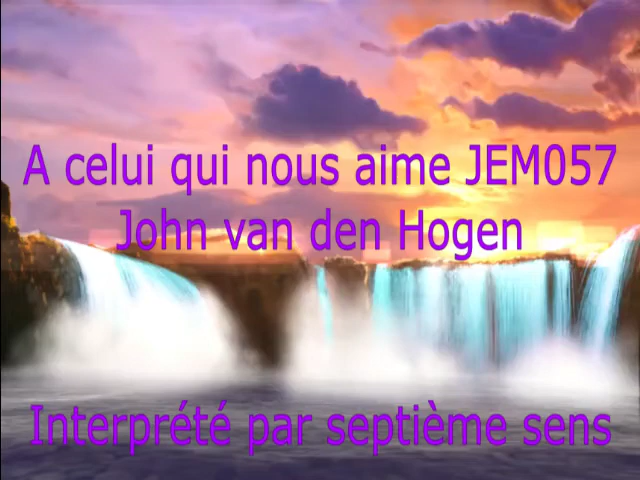 A celui qui nous aime JEM057
John van den Hogen
Interprété par septième sens